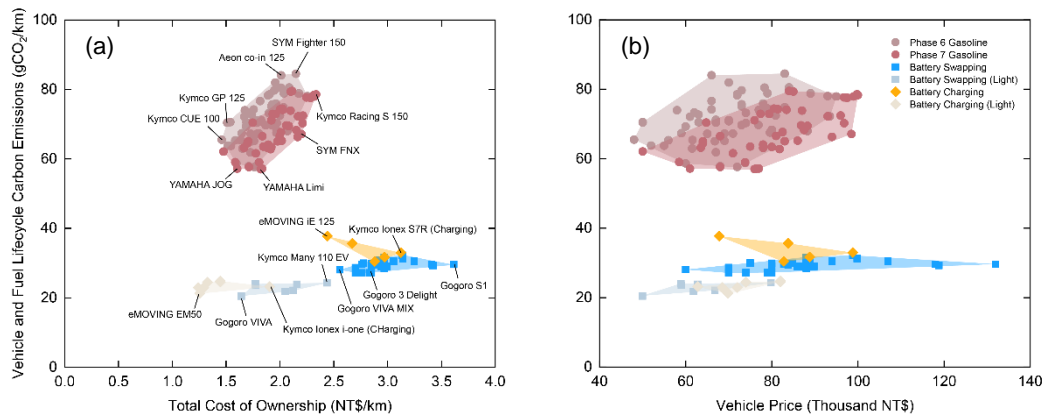 Vehicle and Fuel Lifecycle Carbon Emissions (gCO₂/km)
100
80
60
40
20
0
(a)
SYM Fighter 150
Aeon co-in 125
Kymco GP 125
Kymco CUE 100
Kymco Racing S 150
SYM FNX
YAMAHA JOG
YAMAHA Limi
eMOVING iE 125
Kymco Ionex S7R (Charging)
Kymco Many 110 EV
Gogoro 3 Delight
Gogoro S1
Gogoro VIVA MIX
eMOVING EM50
Gogoro VIVA
Kymco Ionex i-one (CHarging)
0.0 0.5 1.0 1.5 2.0 2.5 3.0 3.5 4.0
Total Cost of Ownership (NT$/km)
100
80
60
40
20
0
(b)
Phase 6 Gasoline
Phase 7 Gasoline
Battery Swapping
Battery Swapping (Light)
Battery Charging
Battery Charging (Light)
40 60 80 100 120 140
Vehicle Price (Thousand NT$)